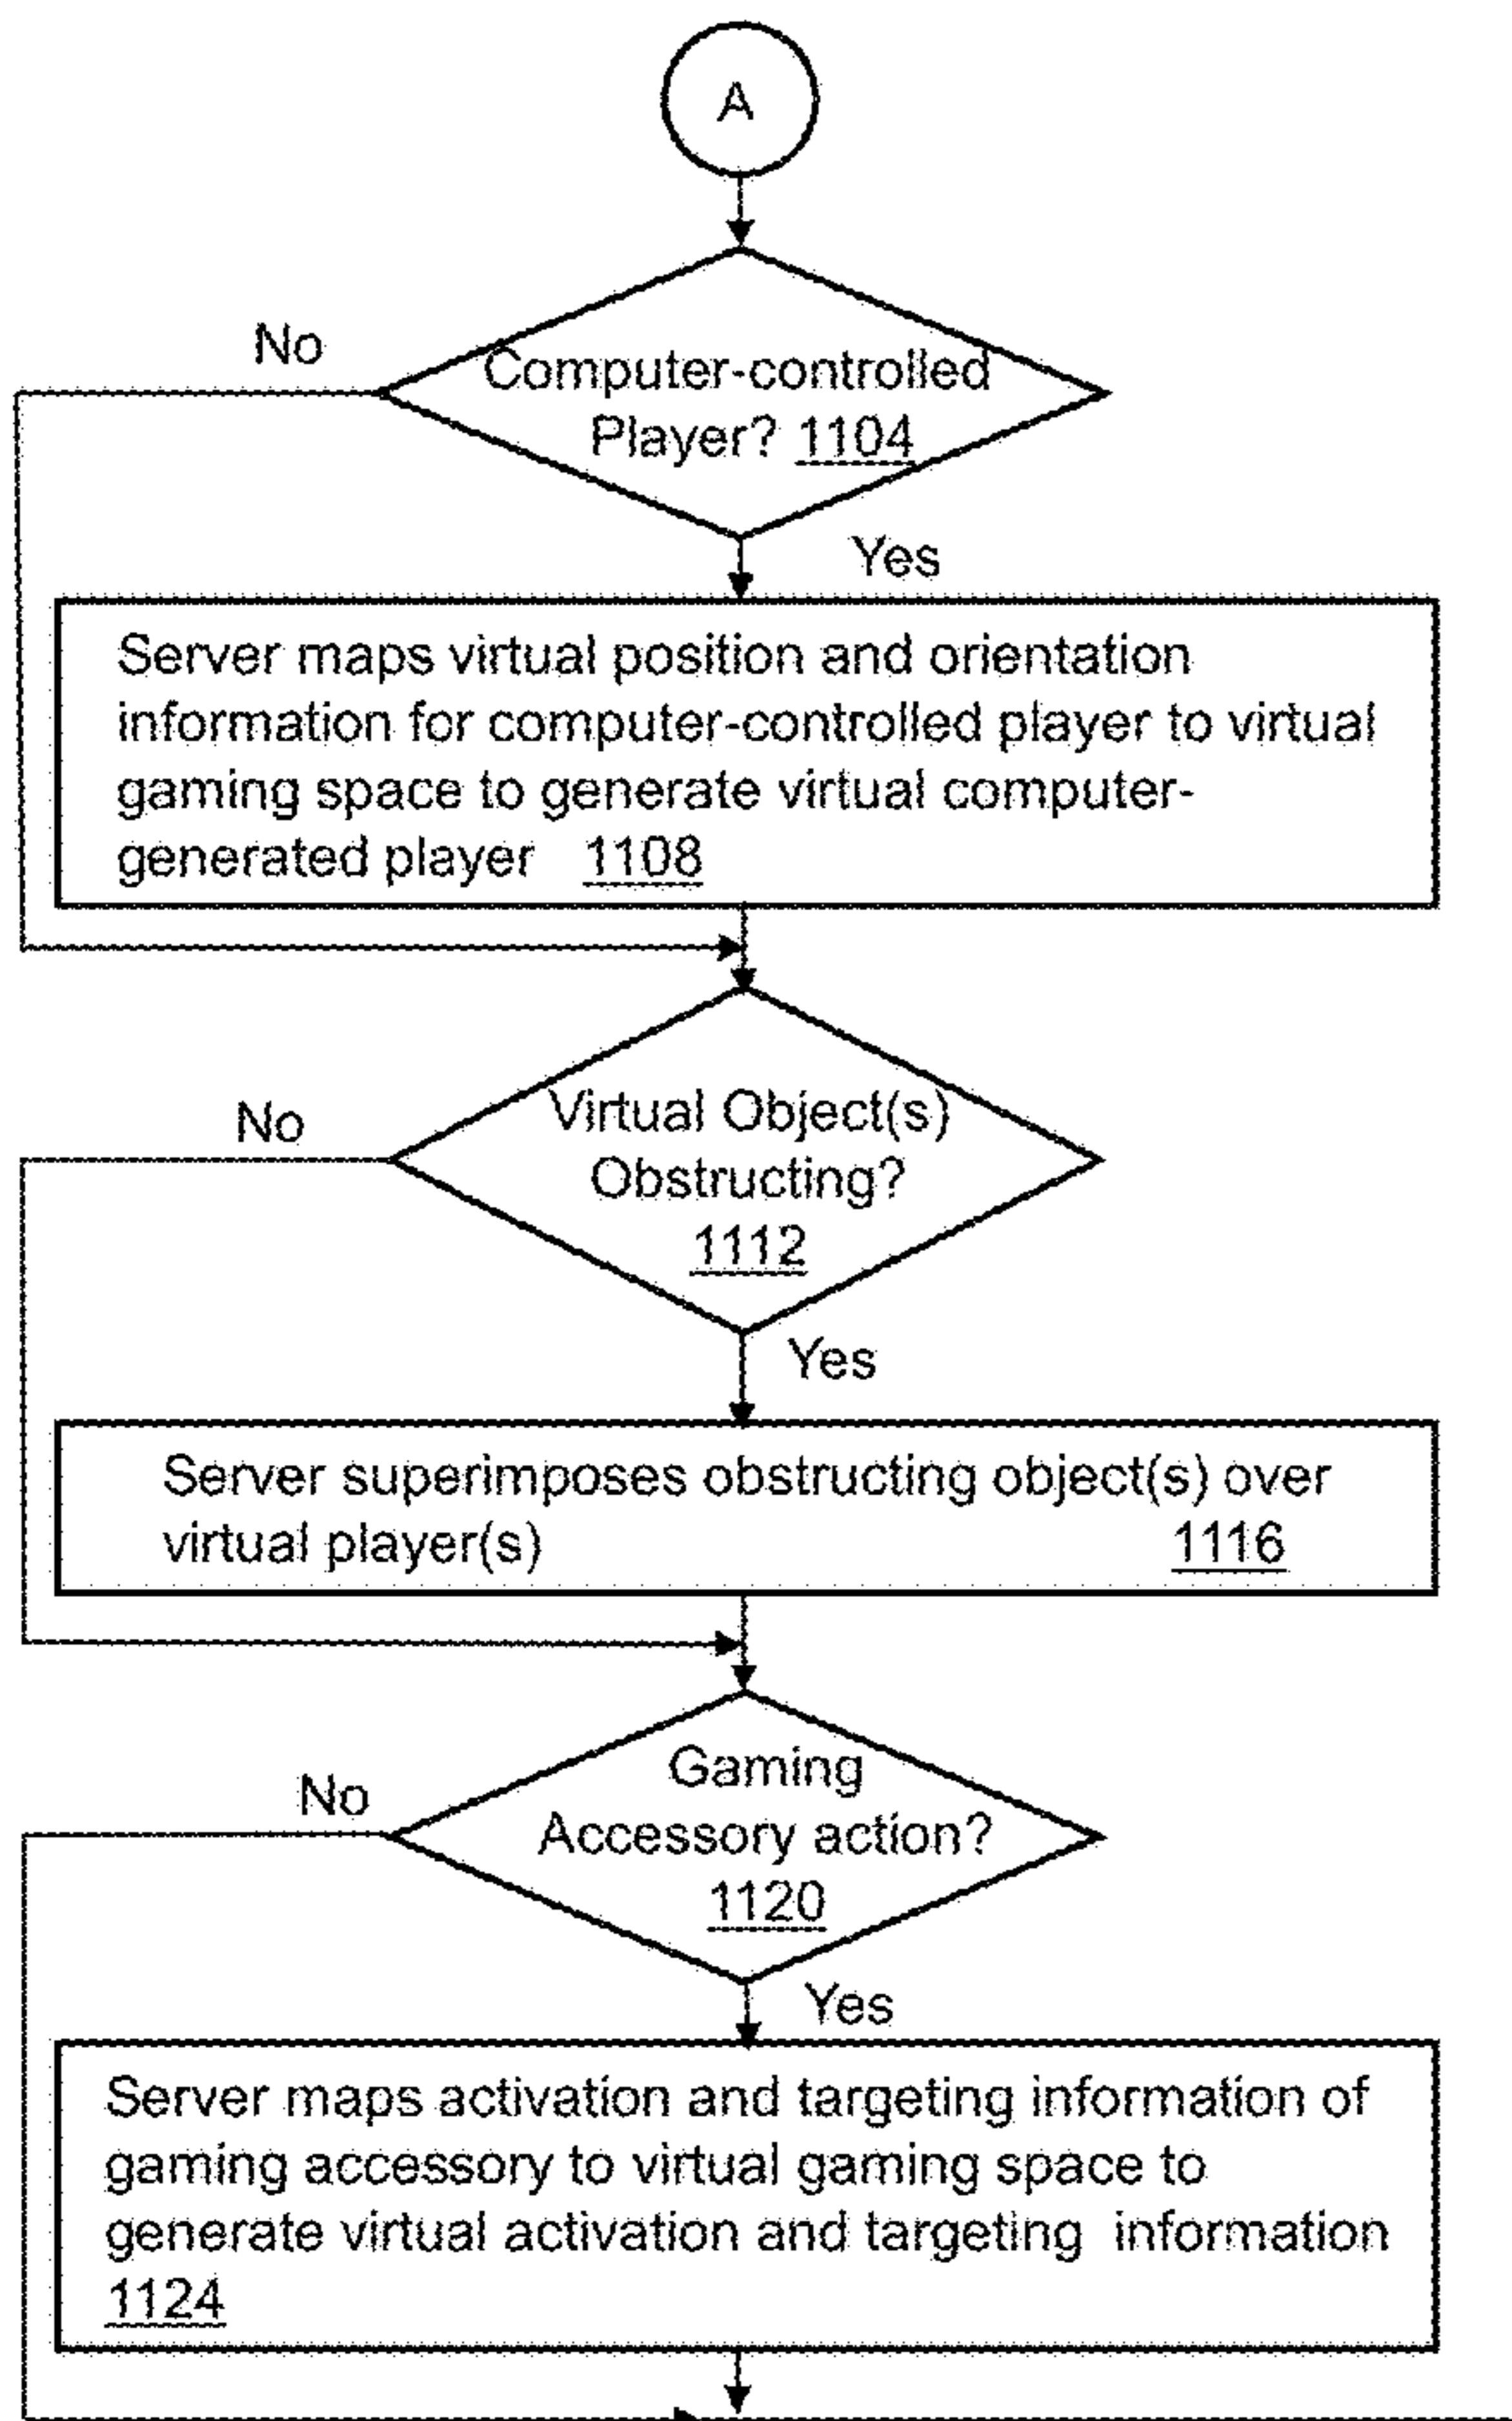 A
No
Computer-controlled
Player? 1104
Yes
Server maps virtual position and orientation
information for computer-controlled player to virtual
gaming space to generate virtual computer-
generated player 1108
No
Virtual Object(s)
Obstructing?
1112
Yes
Server superimposes obstructing object(s) over
virtual player(s) 1116
No
Gaming
Accessory action?
1120
Yes
Server maps activation and targeting information of
gaming accessory to virtual gaming space to
generate virtual activation and targeting information
1124